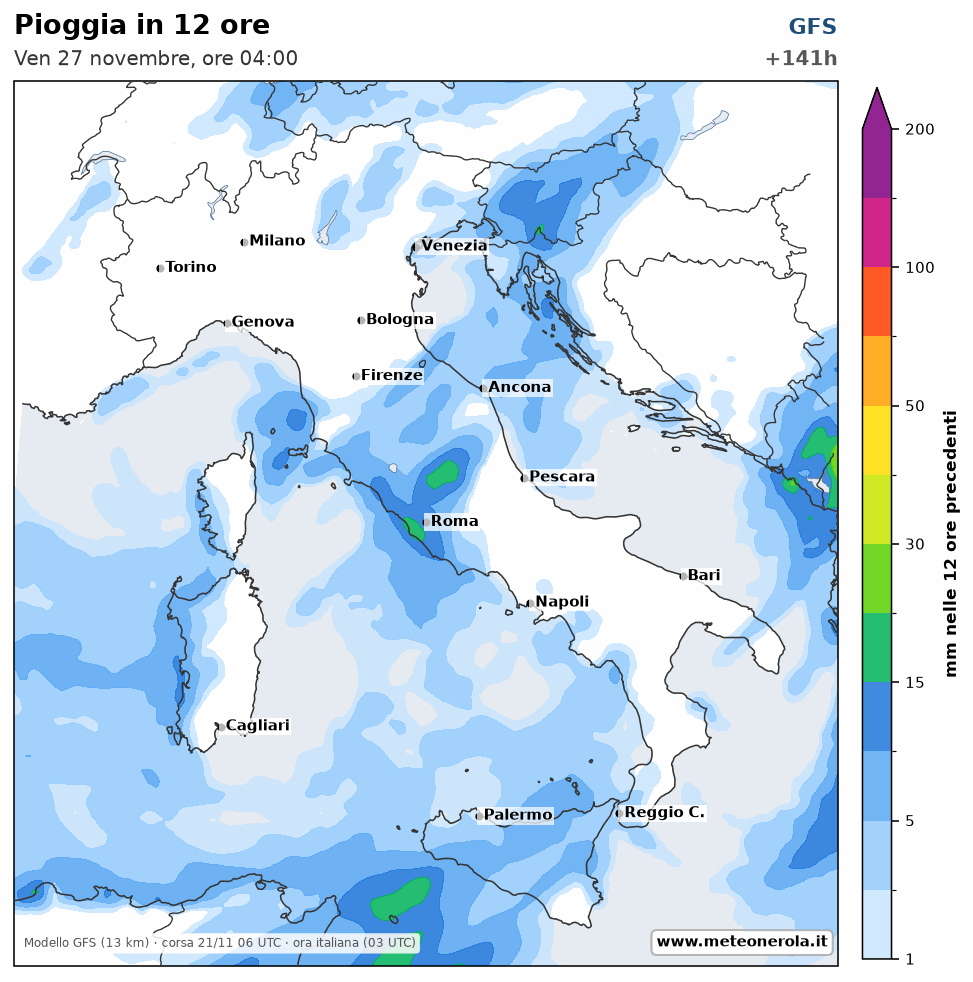 Pioggia in 12 ore
GFS
Ven 27 novembre, ore 04:00
+141h
200
100
50
30
15
5
1
mm nelle 12 ore precedenti
Milano
Venezia
Torino
Genova
Bologna
Firenze
Ancona
Pescara
Roma
Bari
Napoli
Cagliari
Palermo
Reggio C.
Modello GFS (13 km) · corsa 21/11 06 UTC · ora italiana (03 UTC)
www.meteonerola.it